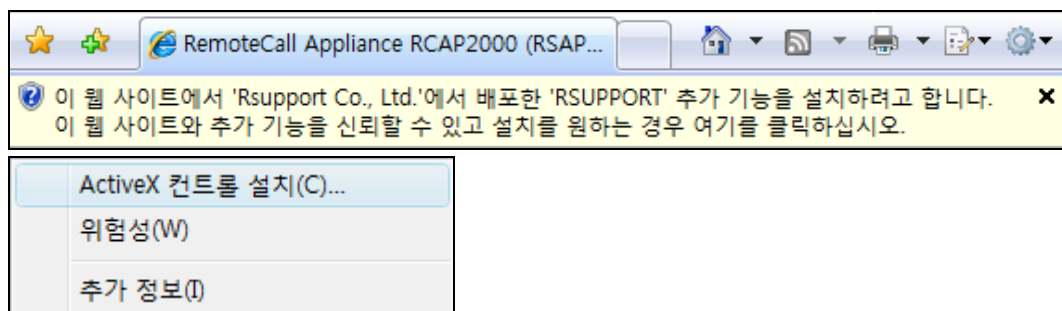 RemoteCall Appliance RCAP2000 (RSAP...
이 웹 사이트에서 'Rsupport Co., Ltd.'에서 배포한 'RSUPPORT' 추가 기능을 설치하려고 합니다.
이 웹 사이트와 추가 기능을 신뢰할 수 있고 설치를 원하는 경우 여기를 클릭하십시오.
ActiveX 컨트롤 설치(C)...
위험성(W)
추가 정보(I)